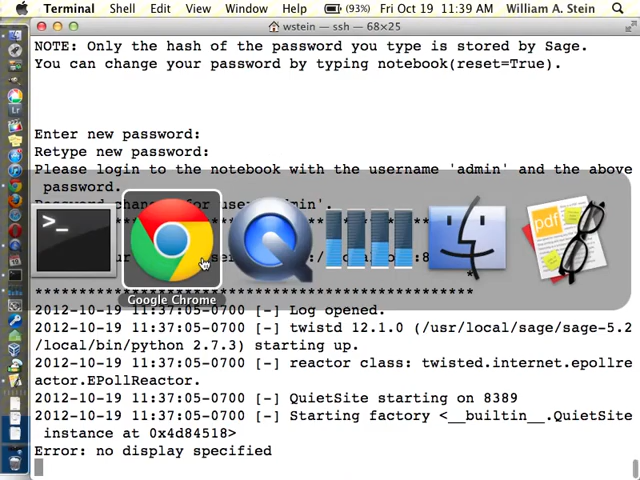 Terminal Shell Edit View Window Help (93%) Fri Oct 19 11:39 AM William A. Stein
wstein — ssh — 68×25
NOTE: Only the hash of the password you type is stored by Sage.
You can change your password by typing notebook(reset=True).
Enter new password:
Retype new password:
Please login to the notebook with the username 'admin' and the above
password.
Google Chrome
pdf
2012-10-19 11:37:05-0700 [-] Log opened.
2012-10-19 11:37:05-0700 [-] twistd 12.1.0 (/usr/local/sage/sage-5.2
/local/bin/python 2.7.3) starting up.
2012-10-19 11:37:05-0700 [-] reactor class: twisted.internet.epollre
actor.EPollReactor.
2012-10-19 11:37:05-0700 [-] QuietSite starting on 8389
2012-10-19 11:37:05-0700 [-] Starting factory <__builtin__.QuietSite
instance at 0x4d84518>
Error: no display specified